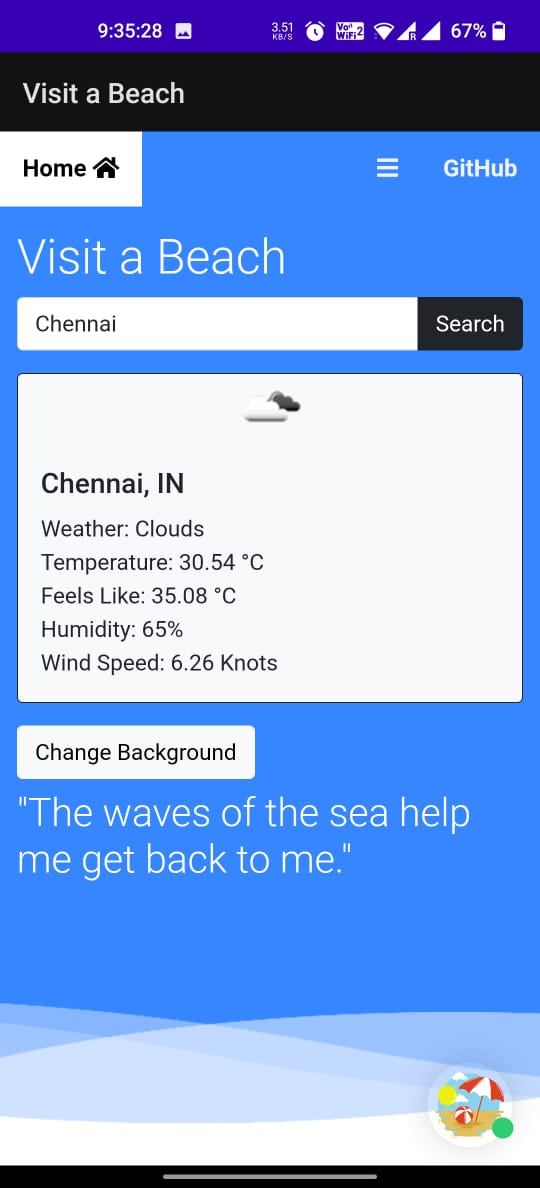 9:35:28 3.51 KB/S Vo)) WiFi2 R 67%
Visit a Beach
Home GitHub
Visit a Beach
Chennai Search
Chennai, IN
Weather: Clouds
Temperature: 30.54 °C
Feels Like: 35.08 °C
Humidity: 65%
Wind Speed: 6.26 Knots
Change Background
"The waves of the sea help
me get back to me."